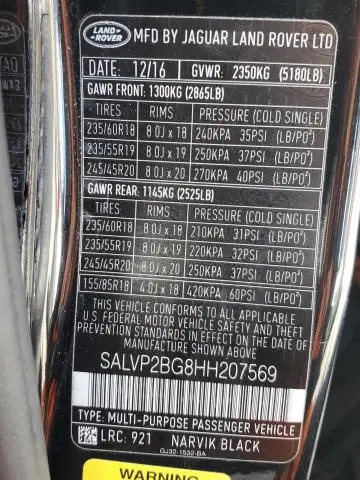 LAND ROVER
MFD BY JAGUAR LAND ROVER LTD
DATE: 12/16 GVWR: 2350KG (5180LB)
GAWR FRONT: 1300KG (2865LB)
TIRES RIMS PRESSURE (COLD SINGLE)
235/60R18 8.0J x 18 240KPA 35PSI (LB/PO²)
235/55R19 8.0J x 19 250KPA 37PSI (LB/PO²)
245/45R20 8.0J x 20 270KPA 40PSI (LB/PO²)
GAWR REAR: 1145KG (2525LB)
TIRES RIMS PRESSURE (COLD SINGLE)
235/60R18 8.0J x 18 210KPA 31PSI (LB/PO²)
235/55R19 8.0J x 19 220KPA 32PSI (LB/PO²)
245/45R20 8.0J x 20 250KPA 37PSI (LB/PO²)
155/85R18 4.0J x 18 420KPA 60PSI (LB/PO²)
THIS VEHICLE CONFORMS TO ALL APPLICABLE
U.S. FEDERAL MOTOR VEHICLE SAFETY AND
THEFT PREVENTION STANDARDS IN EFFECT ON THE DATE OF
MANUFACTURE SHOWN ABOVE
SALVP2BG8HH207569
TYPE: MULTI-PURPOSE PASSENGER VEHICLE
LRC: 921 NARVIK BLACK
GJ32-1532-BA
WARNING